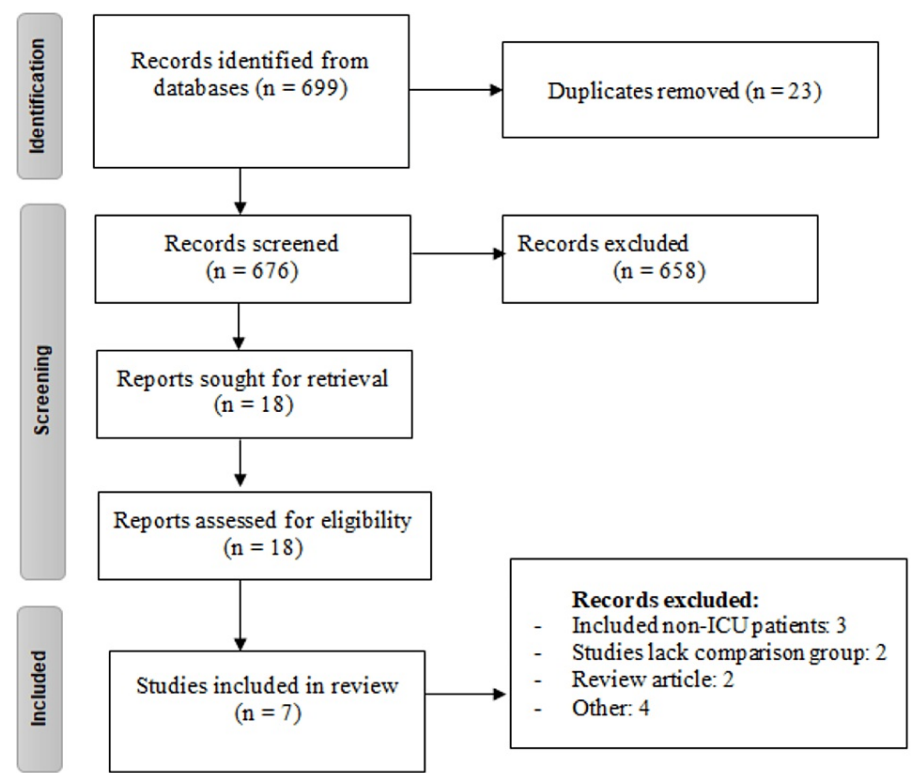 Identification
Records identified from
databases (n = 699)
Duplicates removed (n = 23)
Screening
Records screened
(n = 676)
Records excluded
(n = 658)
Reports sought for retrieval
(n = 18)
Reports assessed for eligibility
(n = 18)
Included
Studies included in review
(n = 7)
Records excluded:
- Included non-ICU patients: 3
- Studies lack comparison group: 2
- Review article: 2
- Other: 4